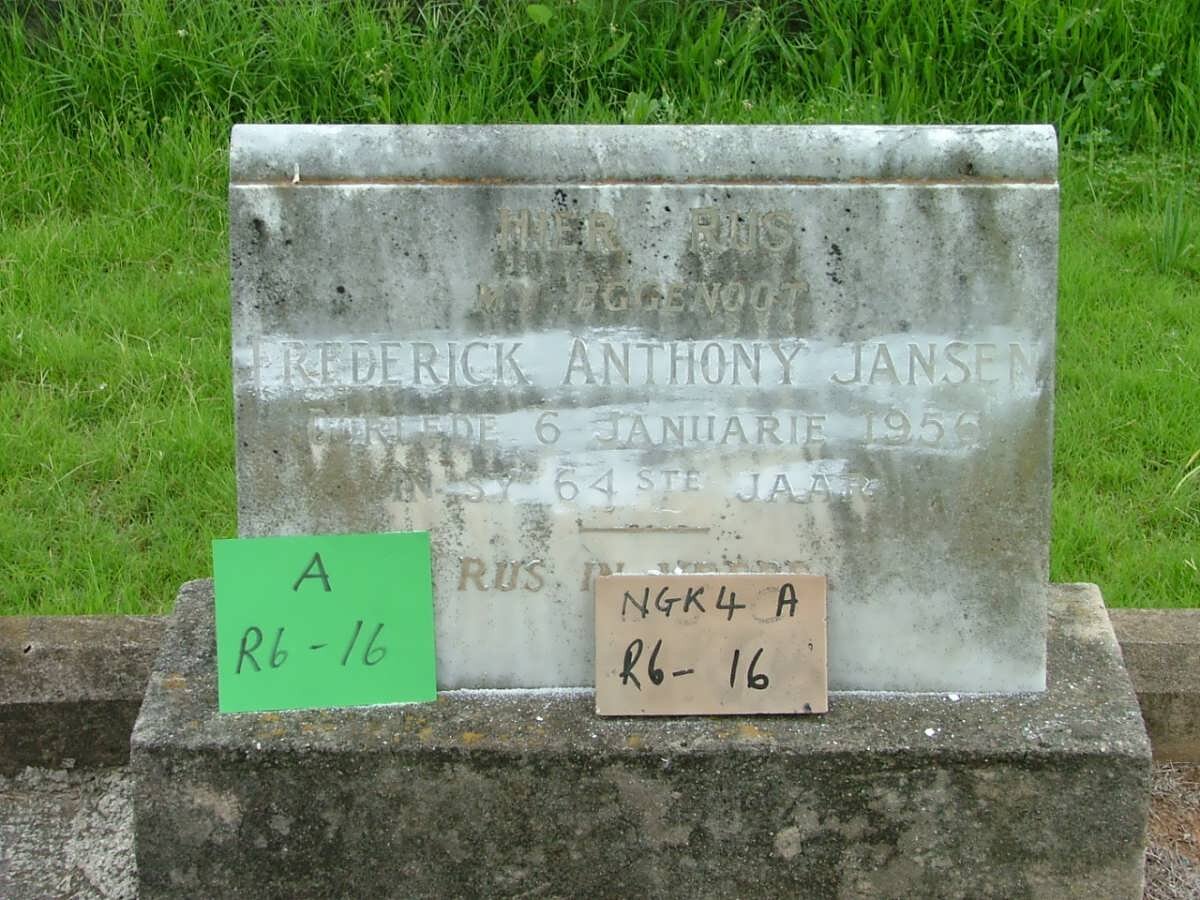 HIER RUS
MY EGGENOOT
FREDERICK ANTHONY JANSEN
OORLEDE 6 JANUARIE 1956
IN SY 64 STE JAAR
RUS IN
A
R6-16
NGK4 A
R6-16